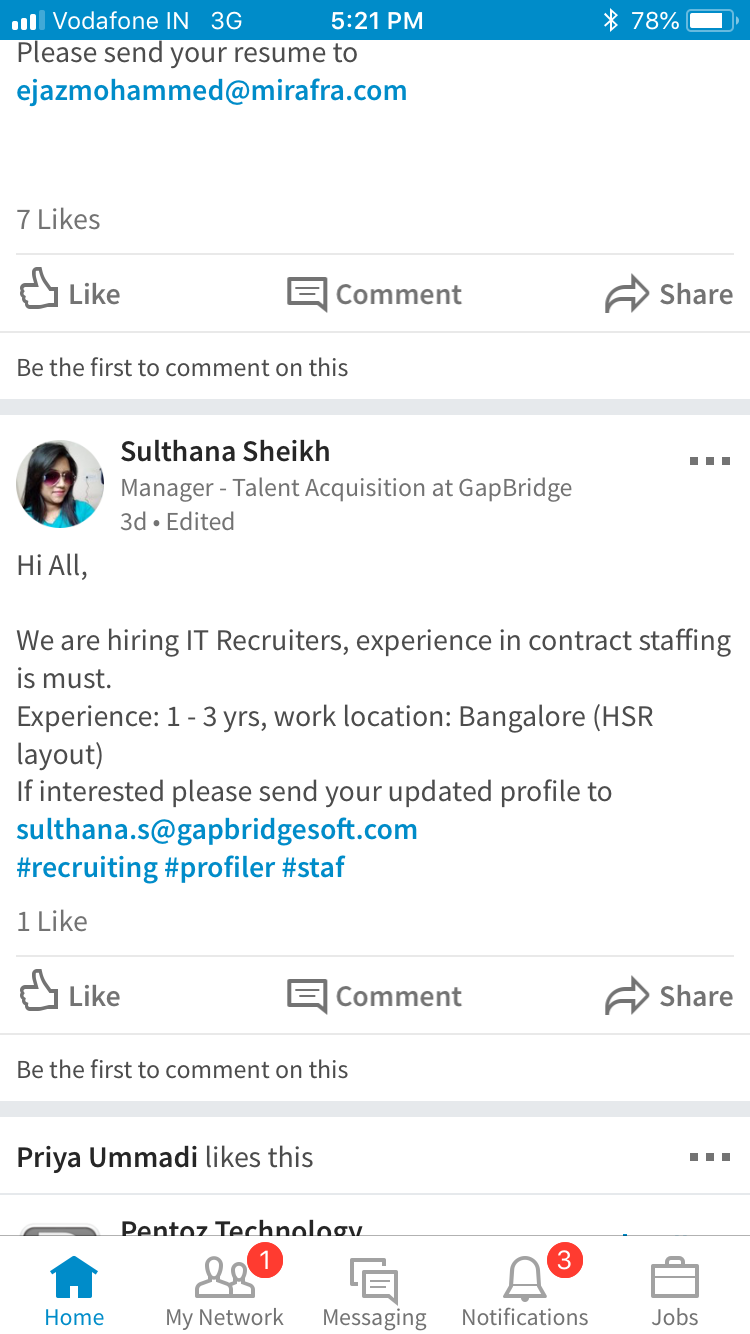 Vodafone IN 3G 5:21 PM 78%
Please send your resume to
ejazmohammed@mirafra.com
7 Likes
Like Comment Share
Be the first to comment on this
Sulthana Sheikh
Manager - Talent Acquisition at GapBridge
3d • Edited
Hi All,
We are hiring IT Recruiters, experience in contract staffing
is must.
Experience: 1 - 3 yrs, work location: Bangalore (HSR
layout)
If interested please send your updated profile to
sulthana.s@gapbridgesoft.com
#recruiting #profiler #staf
1 Like
Like Comment Share
Be the first to comment on this
Priya Ummadi likes this
Pentoz Technology
1 3
Home My Network Messaging Notifications Jobs